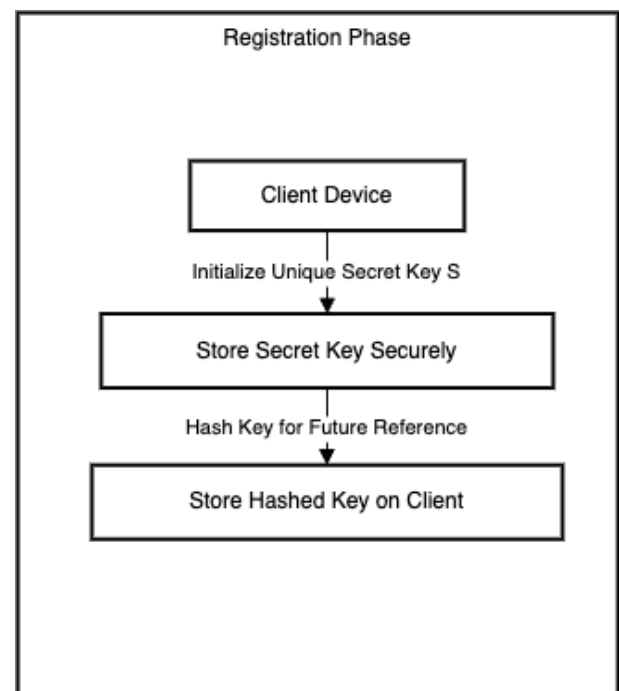 Registration Phase
Client Device
Initialize Unique Secret Key S
Store Secret Key Securely
Hash Key for Future Reference
Store Hashed Key on Client